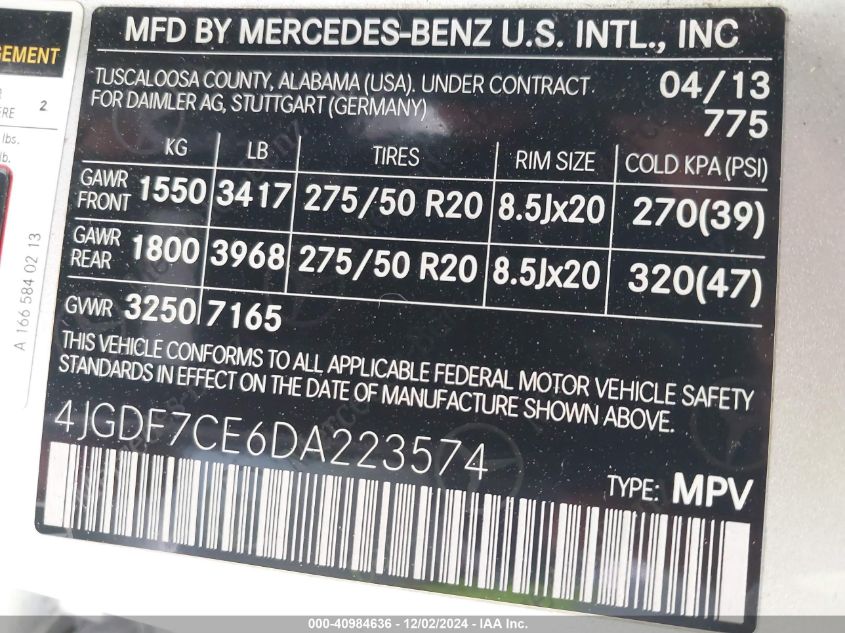 GEMENT
R
ERE 2
lbs.
lb.
A 166 584 02 13
MFD BY MERCEDES-BENZ U.S. INTL., INC
TUSCALOOSA COUNTY, ALABAMA (USA). UNDER CONTRACT 04/13
FOR DAIMLER AG, STUTTGART (GERMANY) 775
KG LB TIRES RIM SIZE COLD KPA (PSI)
GAWR FRONT 1550 3417 275/50 R20 8.5Jx20 270(39)
GAWR REAR 1800 3968 275/50 R20 8.5Jx20 320(47)
GVWR 3250 7165
THIS VEHICLE CONFORMS TO ALL APPLICABLE FEDERAL MOTOR VEHICLE SAFETY
STANDARDS IN EFFECT ON THE DATE OF MANUFACTURE SHOWN ABOVE.
4JGDF7CE6DA223574
TYPE: MPV
000-40984636 - 12/02/2024 - IAA Inc.